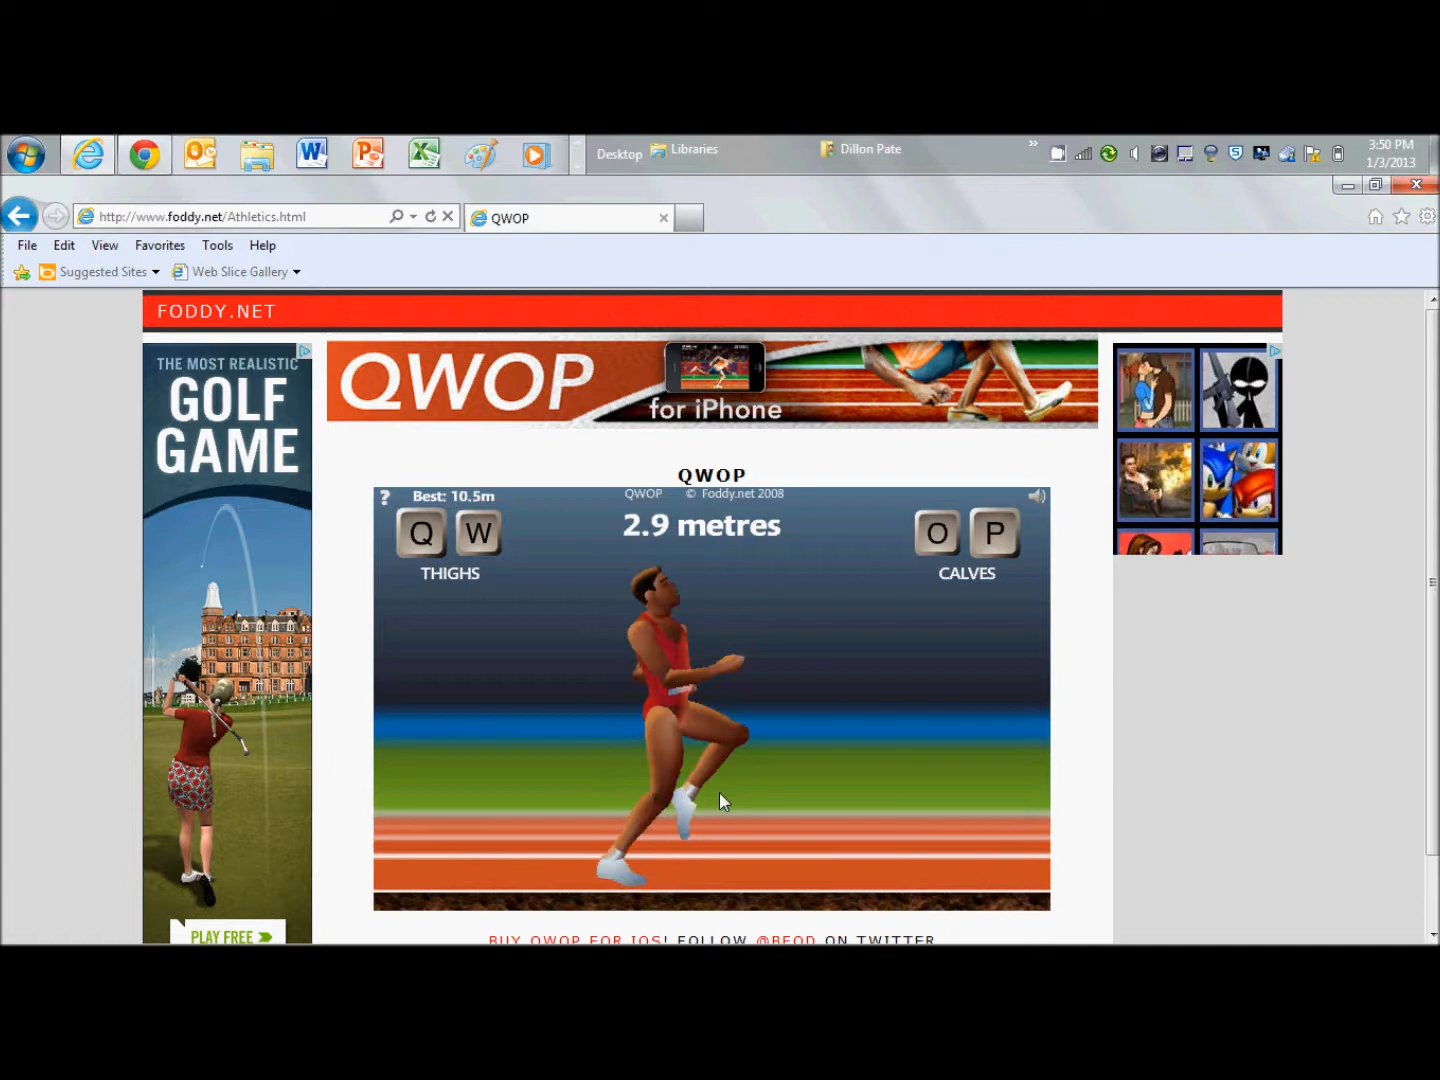 Desktop
Libraries
Dillon Pate
»
3:50 PM
1/3/2013
http://www.foddy.net/Athletics.html
QWOP
File Edit View Favorites Tools Help
Suggested Sites
Web Slice Gallery
FODDY.NET
THE MOST REALISTIC
GOLF
GAME
PLAY FREE
QWOP
for iPhone
QWOP
? Best: 10.5m
QWOP © Foddy.net 2008
2.9 metres
Q W
THIGHS
O P
CALVES
BUY QWOP FOR IOS! FOLLOW @BFOD ON TWITTER